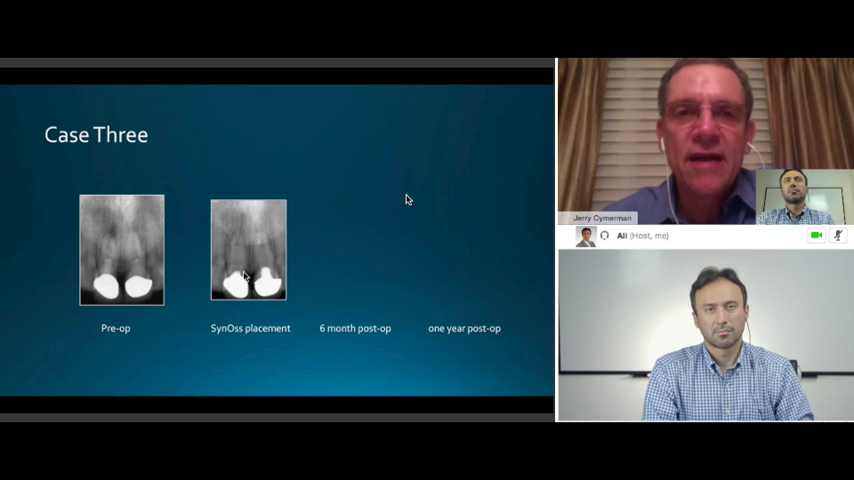 Case Three
Pre-op
SynOss placement
6 month post-op
one year post-op
Jerry Cymerman
Ali (Host, me)